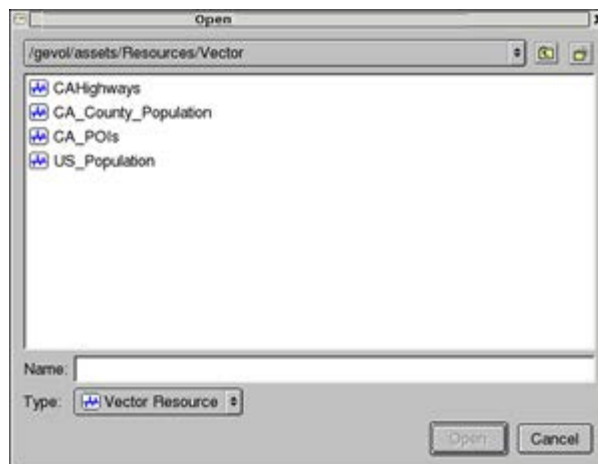 Open
/gevol/assets/Resources/Vector
CAHighways
CA_County_Population
CA_POIs
US_Population
Name:
Type: Vector Resource
Open Cancel